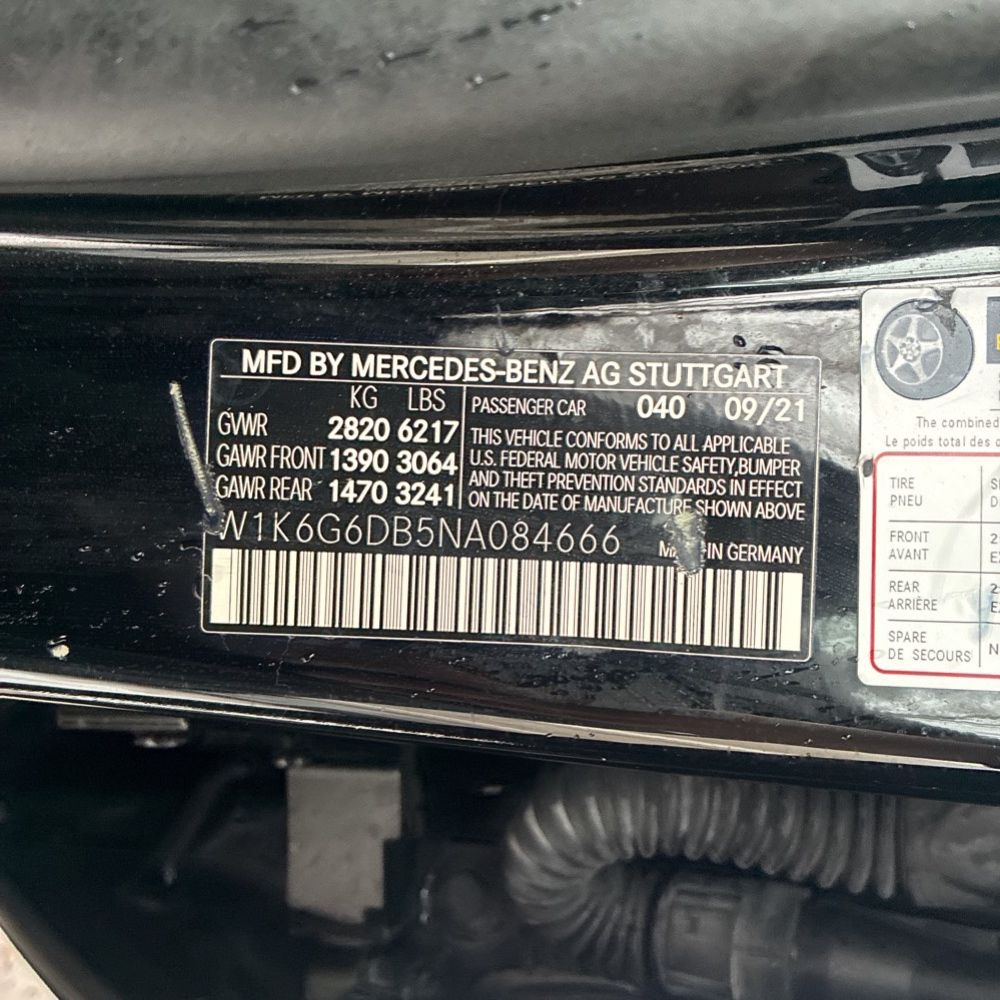 MFD BY MERCEDES-BENZ AG STUTTGART
KG LBS
GVWR 2820 6217
GAWR FRONT 1390 3064
GAWR REAR 1470 3241
PASSENGER CAR 040 09/21
THIS VEHICLE CONFORMS TO ALL APPLICABLE
U.S. FEDERAL MOTOR VEHICLE SAFETY, BUMPER
AND THEFT PREVENTION STANDARDS IN EFFECT
ON THE DATE OF MANUFACTURE SHOWN ABOVE
W1K6G6DB5NA084666
IN GERMANY
The combined
Le poids total des
TIRE
PNEU
FRONT
AVANT
REAR
ARRIÈRE
SPARE
DE SECOURS